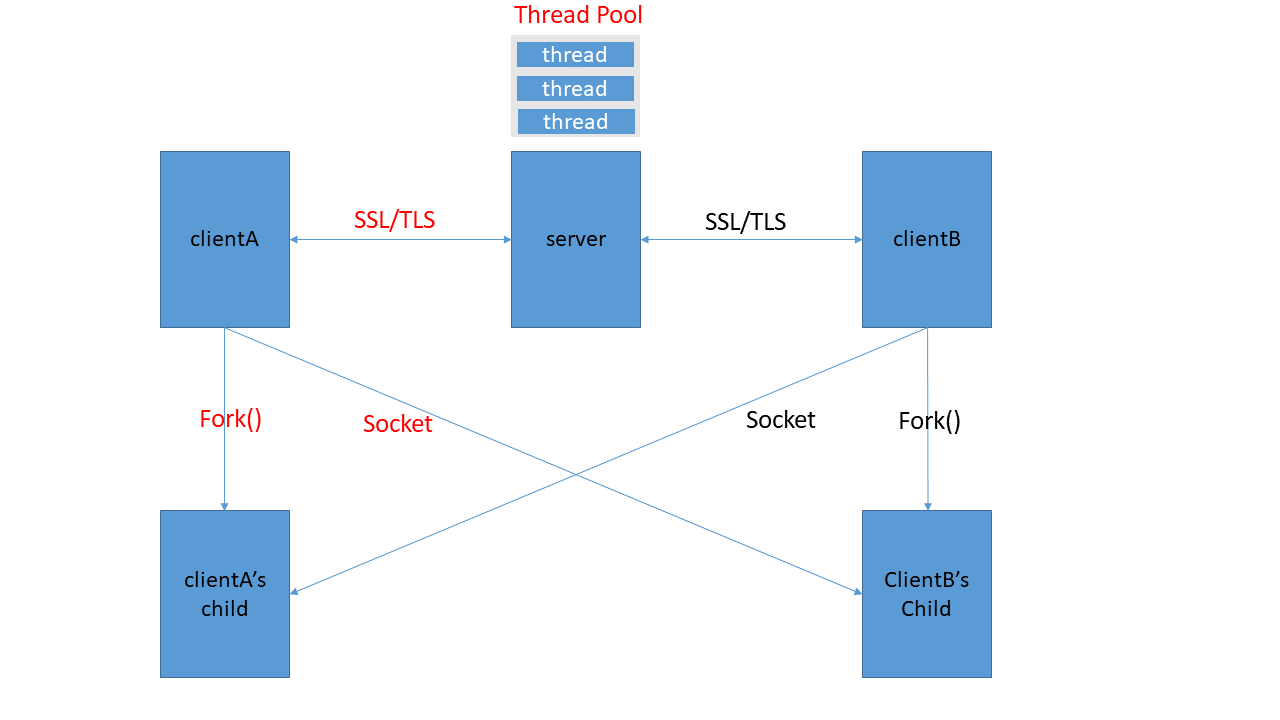 Thread Pool
thread
thread
thread
clientA
SSL/TLS
server
SSL/TLS
clientB
Fork()
Socket
Socket
Fork()
clientA’s
child
ClientB’s
Child